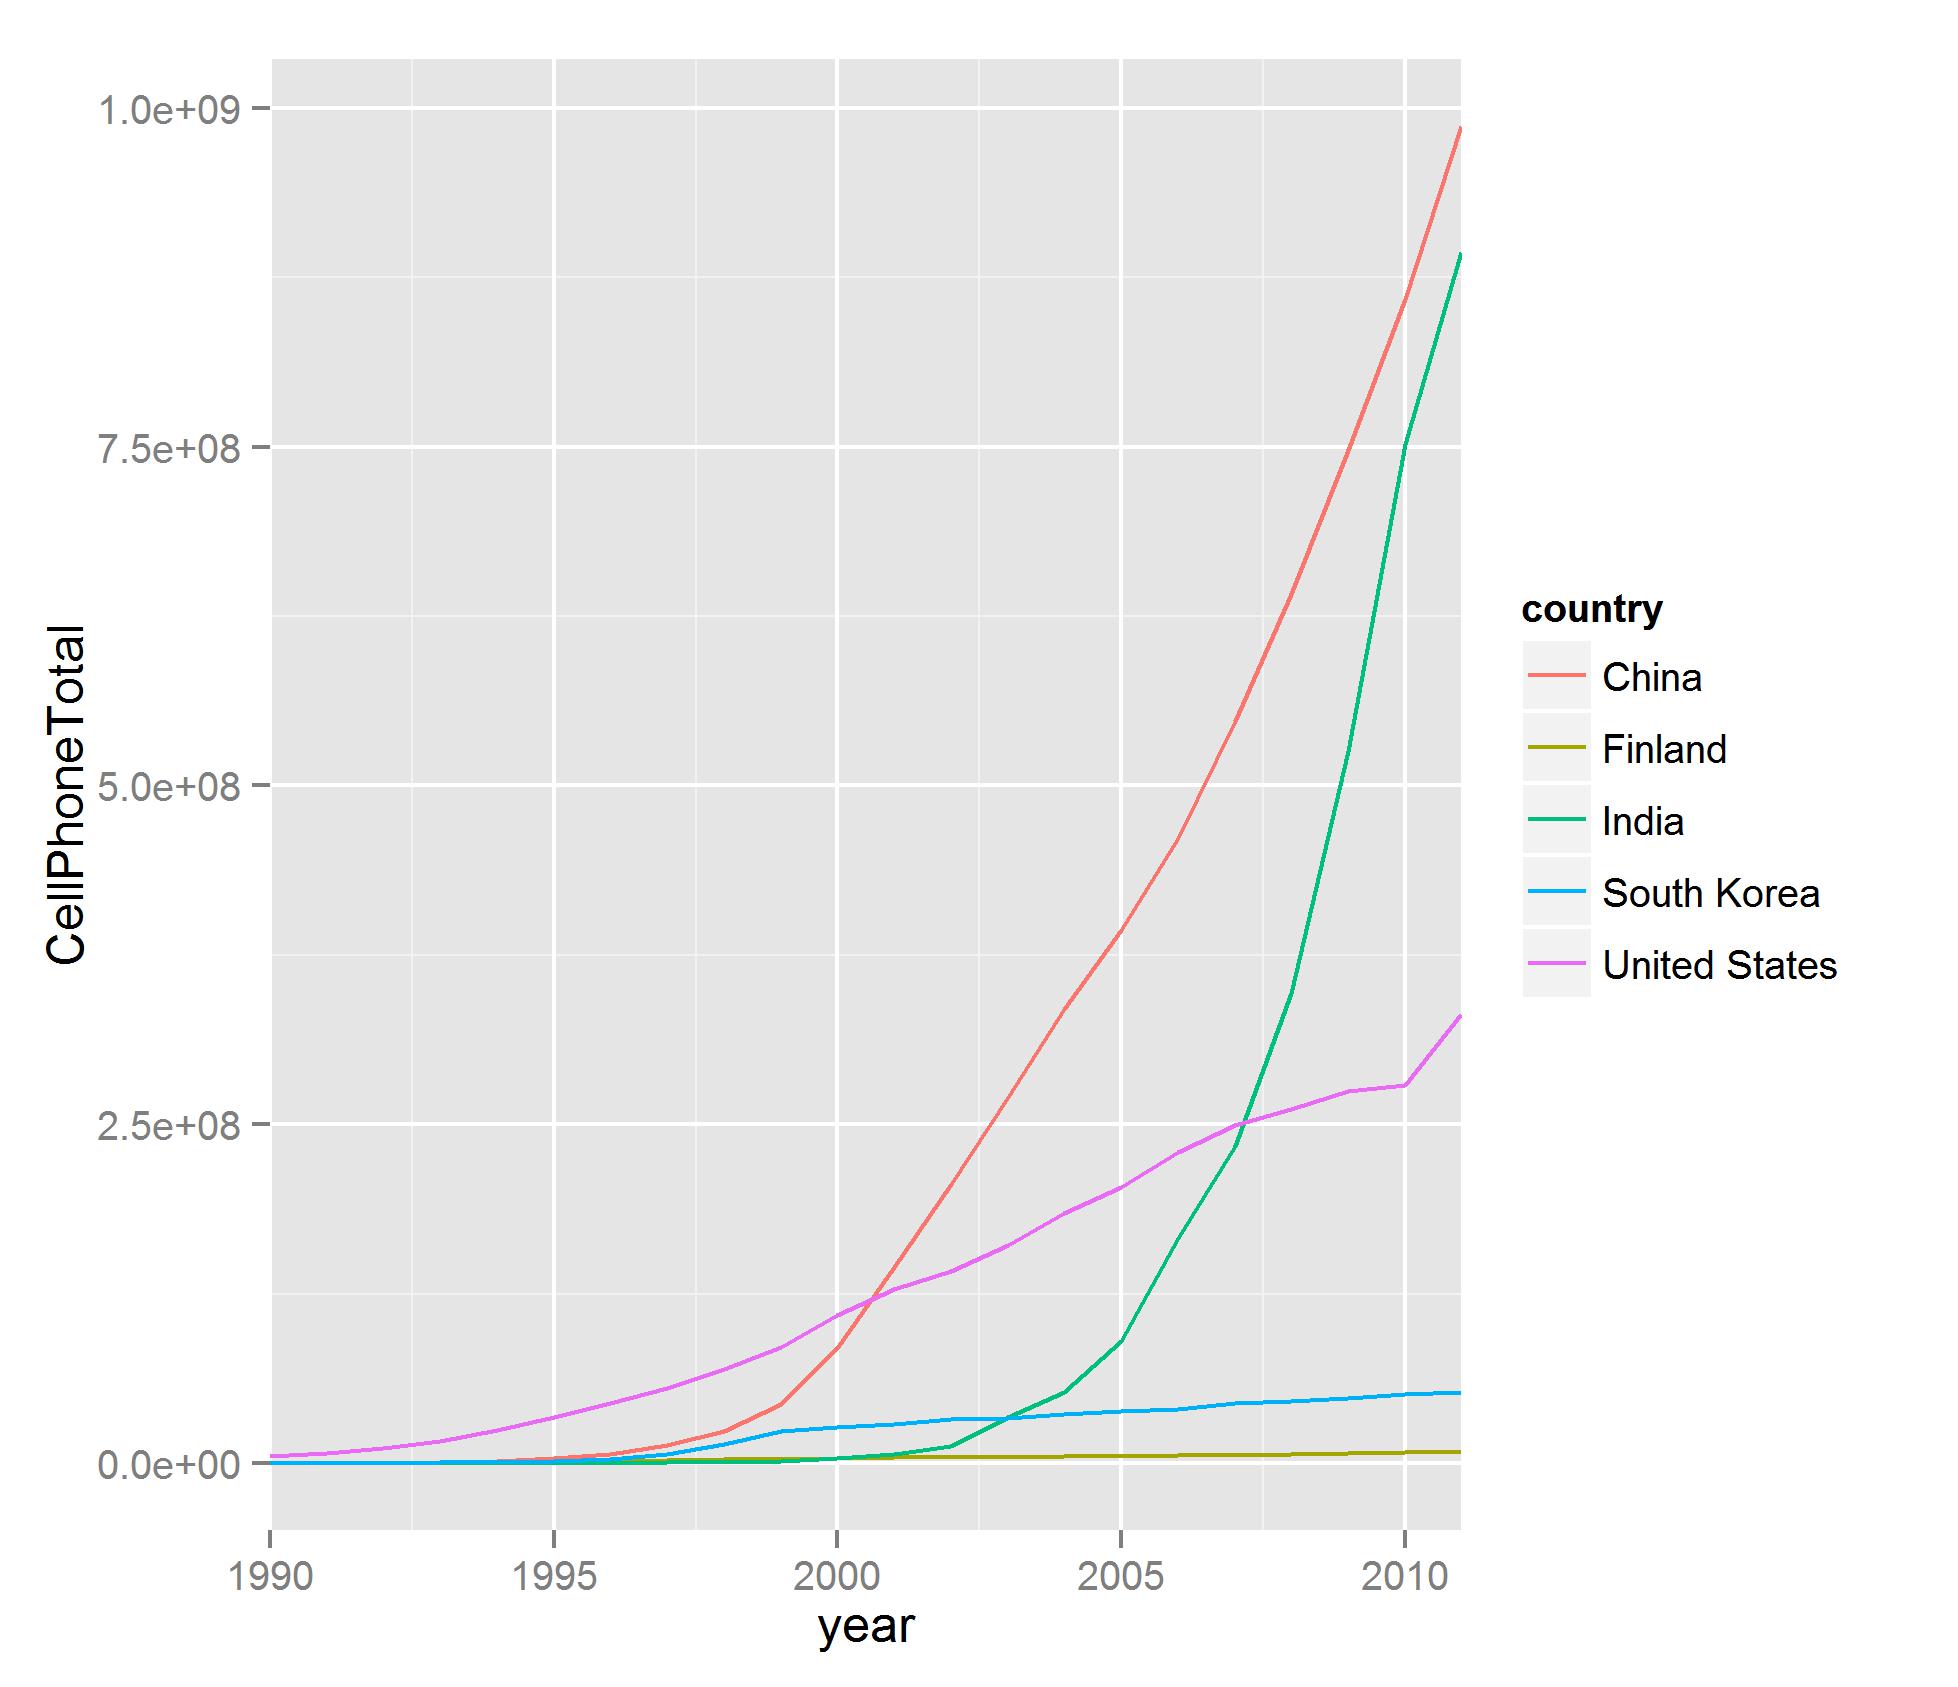 1.0e+09
7.5e+08
5.0e+08
2.5e+08
0.0e+00
CellPhoneTotal
1990 1995 2000 2005 2010
year
country
China
Finland
India
South Korea
United States